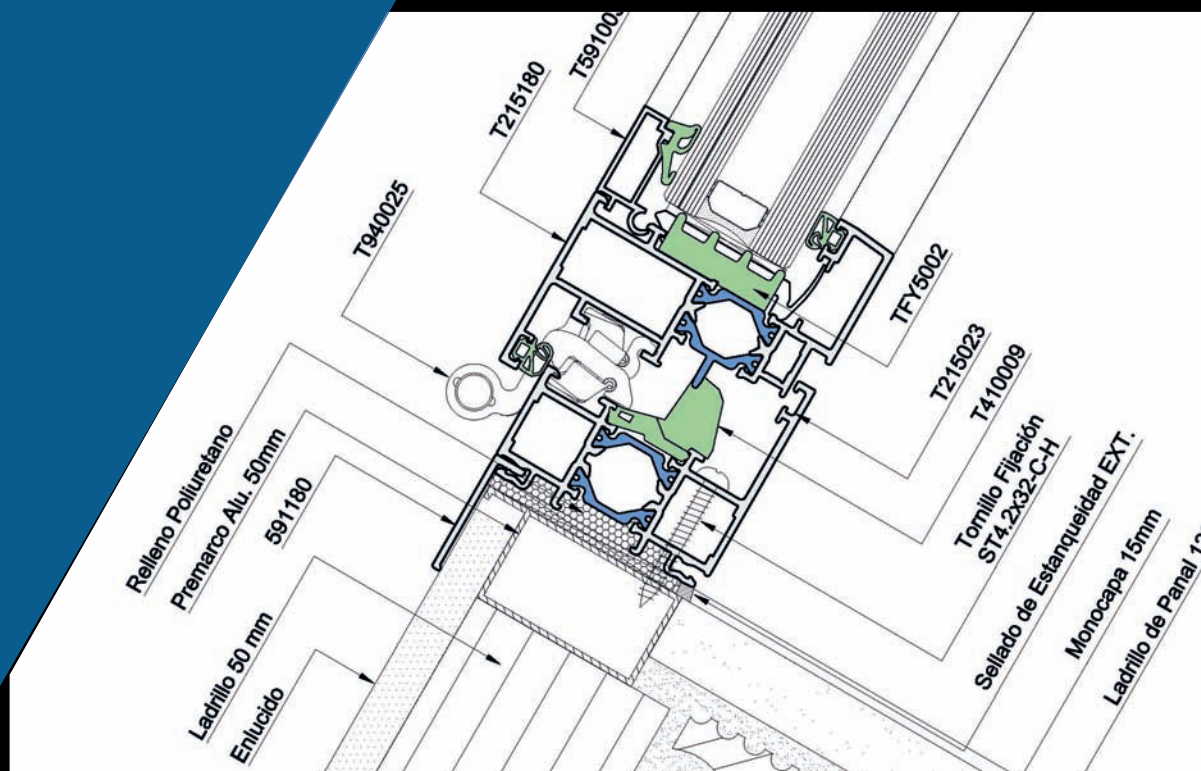 T591003
T215180
T940025
Relleno Poliuretano
Premarco Alu. 50mm
591180
Ladrillo 50 mm
Enlucido
TFY5002
T215023
T410009
Tornillo Fijación
ST4.2x32-C-H
Sellado de Estanqueidad EXT.
Monocapa 15mm
Ladrillo de Panal